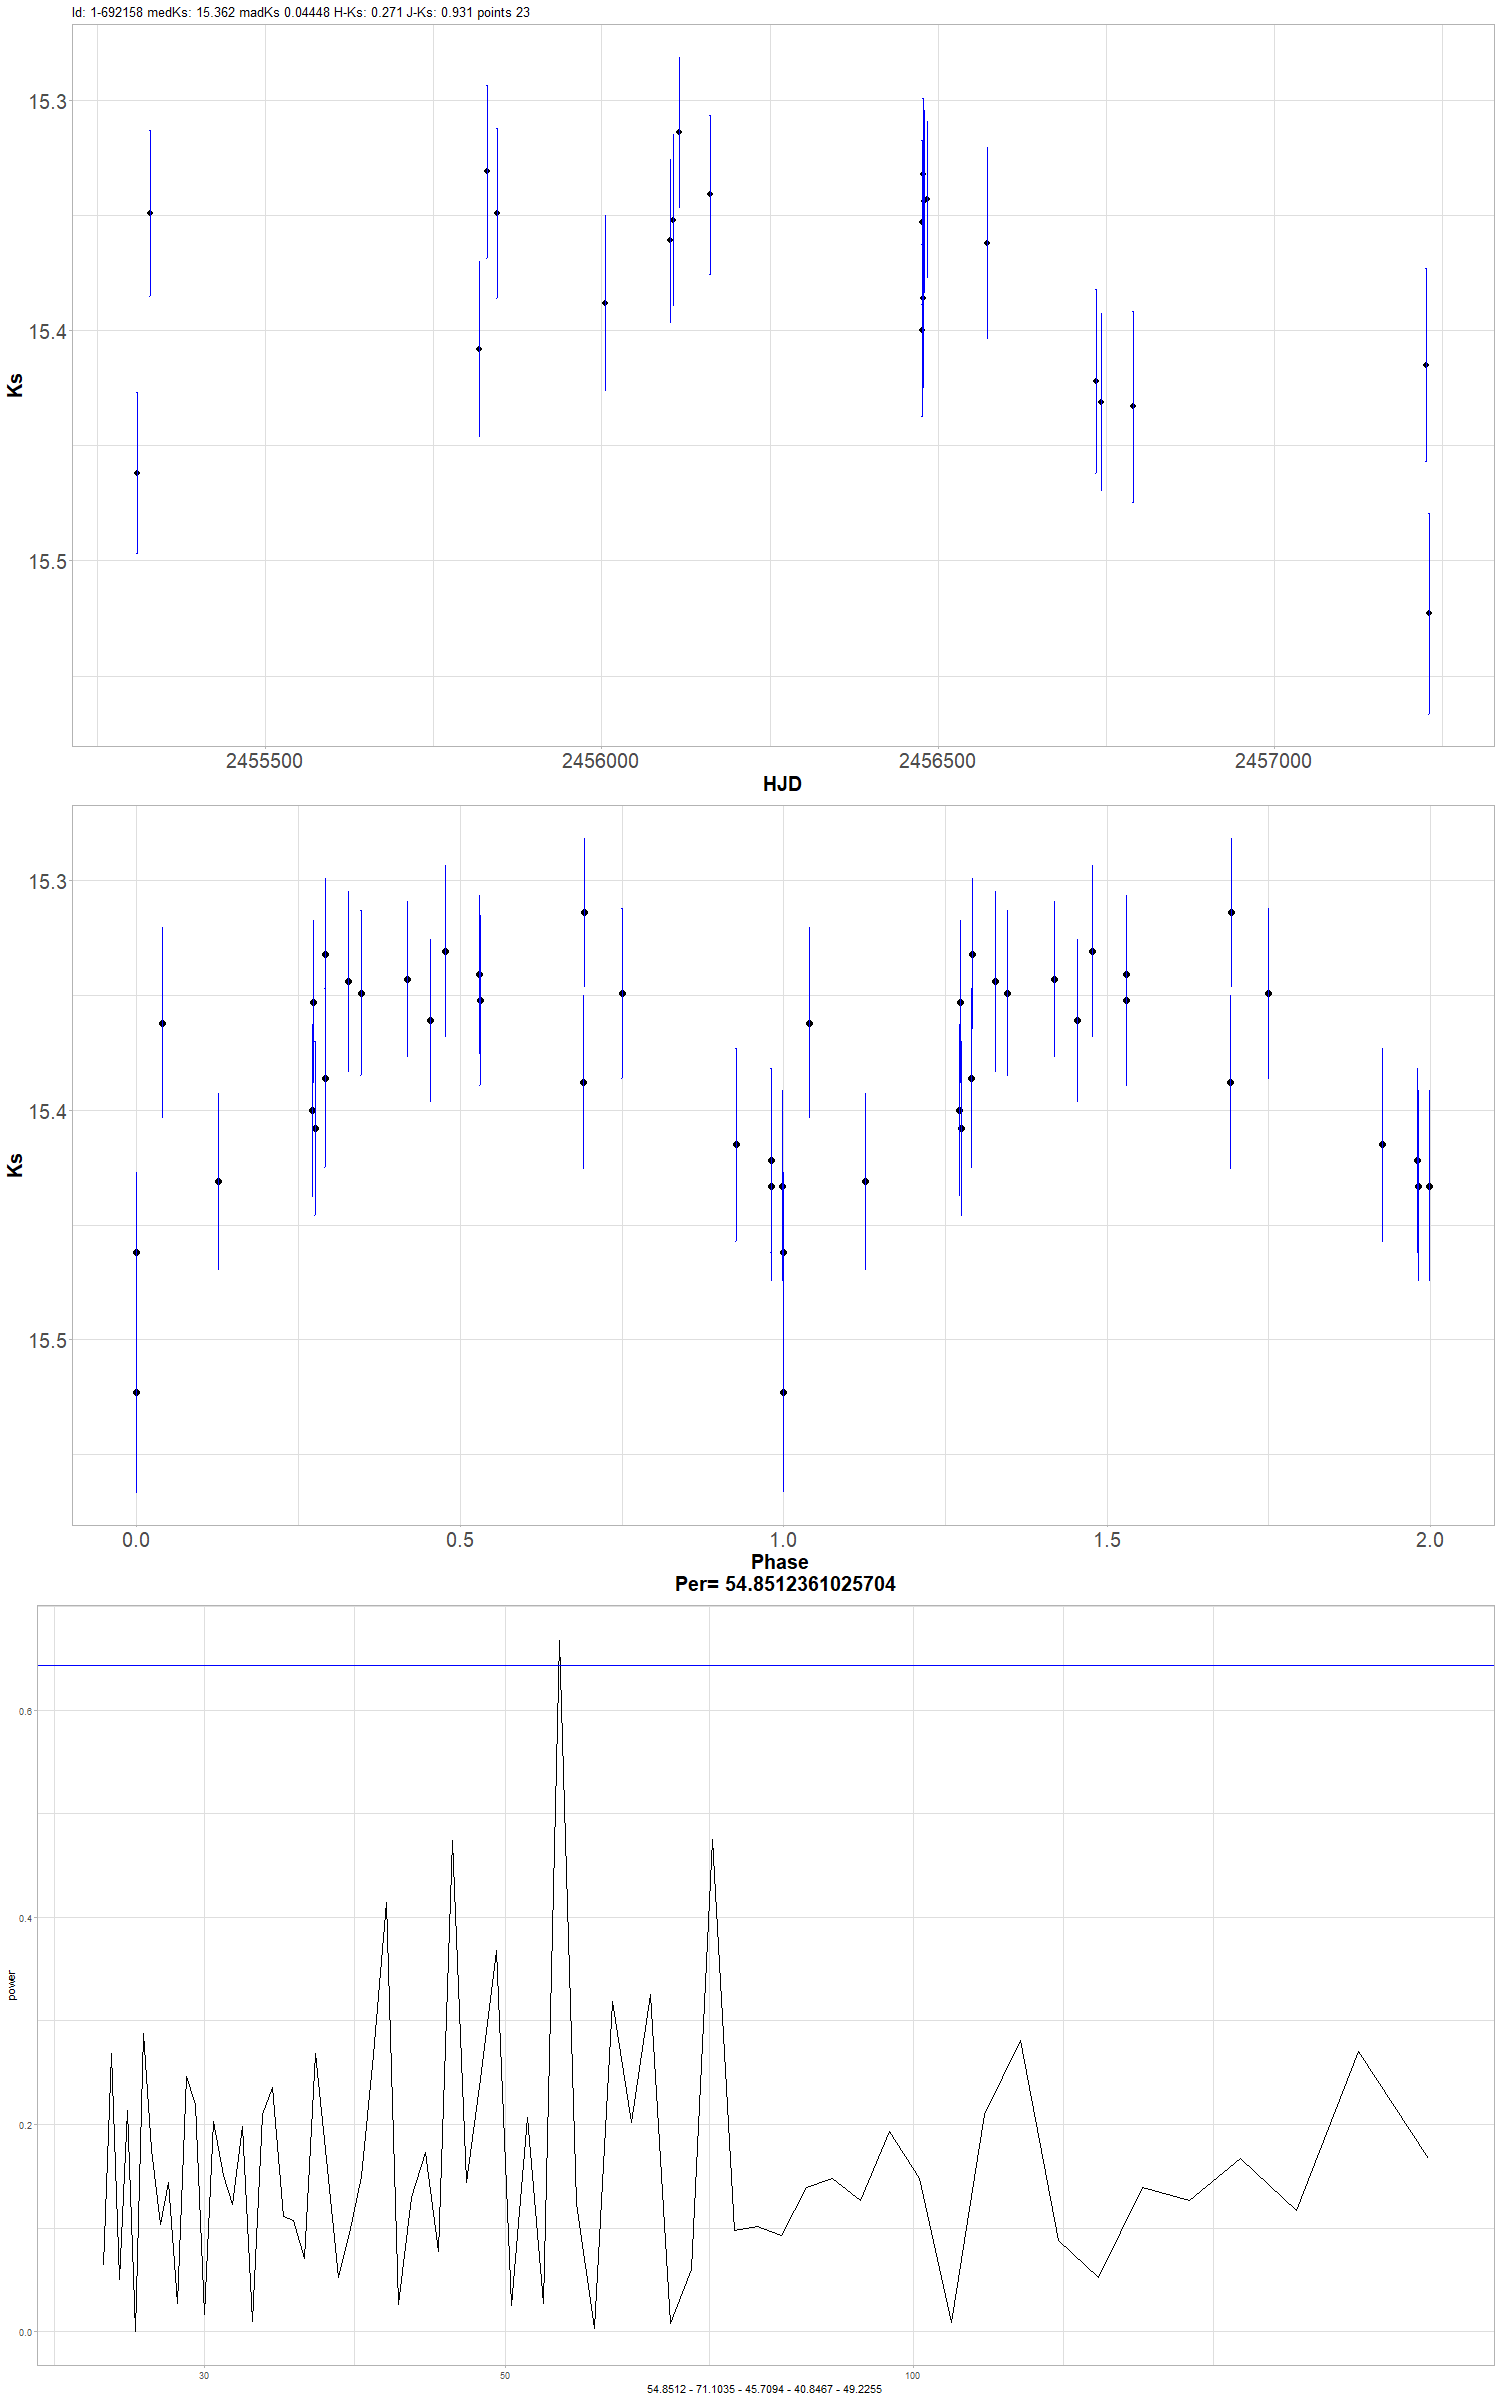 Id: 1-692158 medKs: 15.362 madKs 0.04448 H-Ks: 0.271 J-Ks: 0.931 points 23
15.3
15.4
15.5
Ks
2455500 2456000 2456500 2457000
HJD
15.3
15.4
15.5
Ks
0.0 0.5 1.0 1.5 2.0
Phase
Per= 54.8512361025704
0.6
0.4
0.2
0.0
power
30 50 100
54.8512 - 71.1035 - 45.7094 - 40.8467 - 49.2255